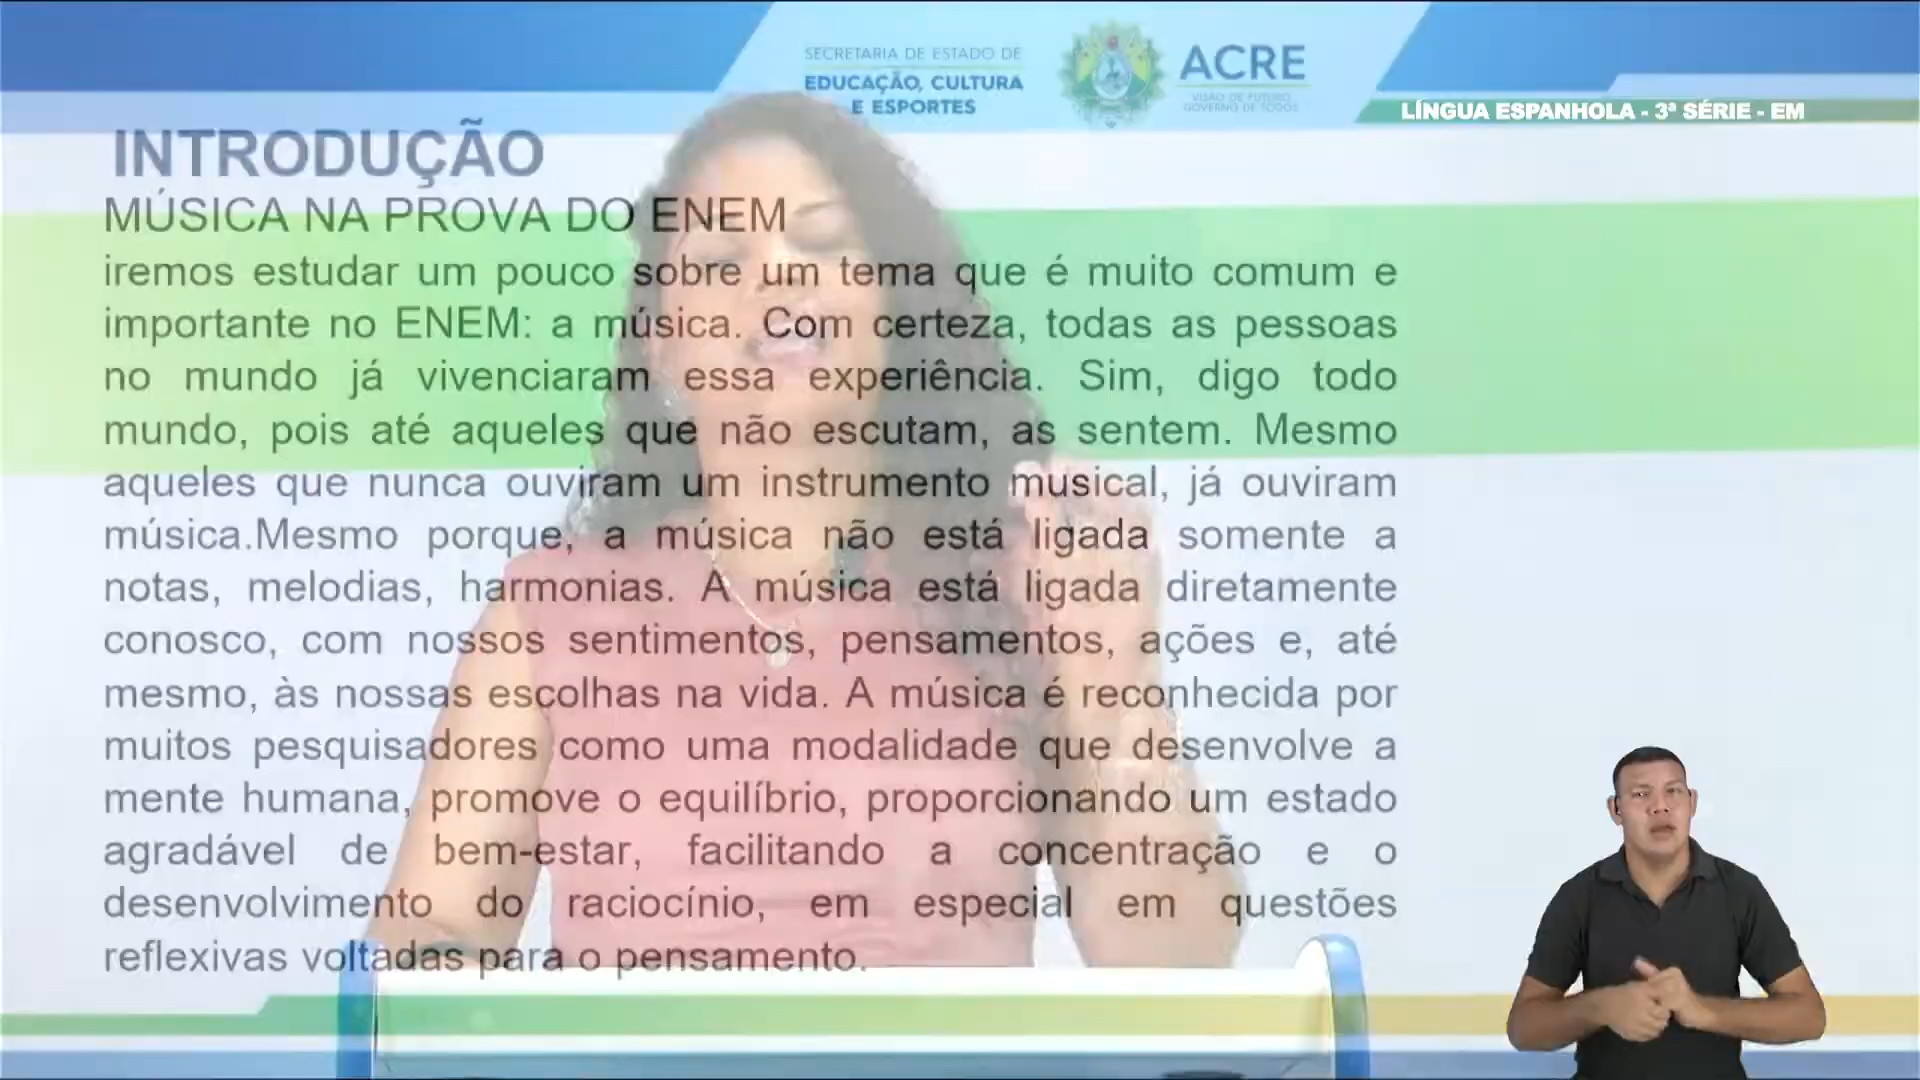 SECRETARIA DE ESTADO DE
EDUCAÇÃO, CULTURA
E ESPORTES
ACRE
VISÃO DE FUTURO,
GOVERNO DE TODOS
LÍNGUA ESPANHOLA - 3ª SÉRIE - EM
INTRODUÇÃO
MÚSICA NA PROVA DO ENEM
iremos estudar um pouco sobre um tema que é muito comum e
importante no ENEM: a música. Com certeza, todas as pessoas
no mundo já vivenciaram essa experiência. Sim, digo todo
mundo, pois até aqueles que não escutam, as sentem. Mesmo
aqueles que nunca ouviram um instrumento musical, já ouviram
música.Mesmo porque, a música não está ligada somente a
notas, melodias, harmonias. A música está ligada diretamente
conosco, com nossos sentimentos, pensamentos, ações e, até
mesmo, às nossas escolhas na vida. A música é reconhecida por
muitos pesquisadores como uma modalidade que desenvolve a
mente humana, promove o equilíbrio, proporcionando um estado
agradável de bem-estar, facilitando a concentração e o
desenvolvimento do raciocínio, em especial em questões
reflexivas voltadas para o pensamento.